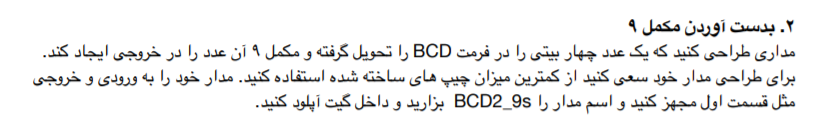 ۲. بدست آوردن مکمل ۹
مداری طراحی کنید که یک عدد چهار بیتی را در فرمت BCD را تحویل گرفته و مکمل ۹ آن عدد را در خروجی ایجاد کند.
برای طراحی مدار خود سعی کنید از کمترین میزان چیپ های ساخته شده استفاده کنید. مدار خود را به ورودی و خروجی
مثل قسمت اول مجهز کنید و اسم مدار را BCD2_9s بزارید و داخل گیت آپلود کنید.